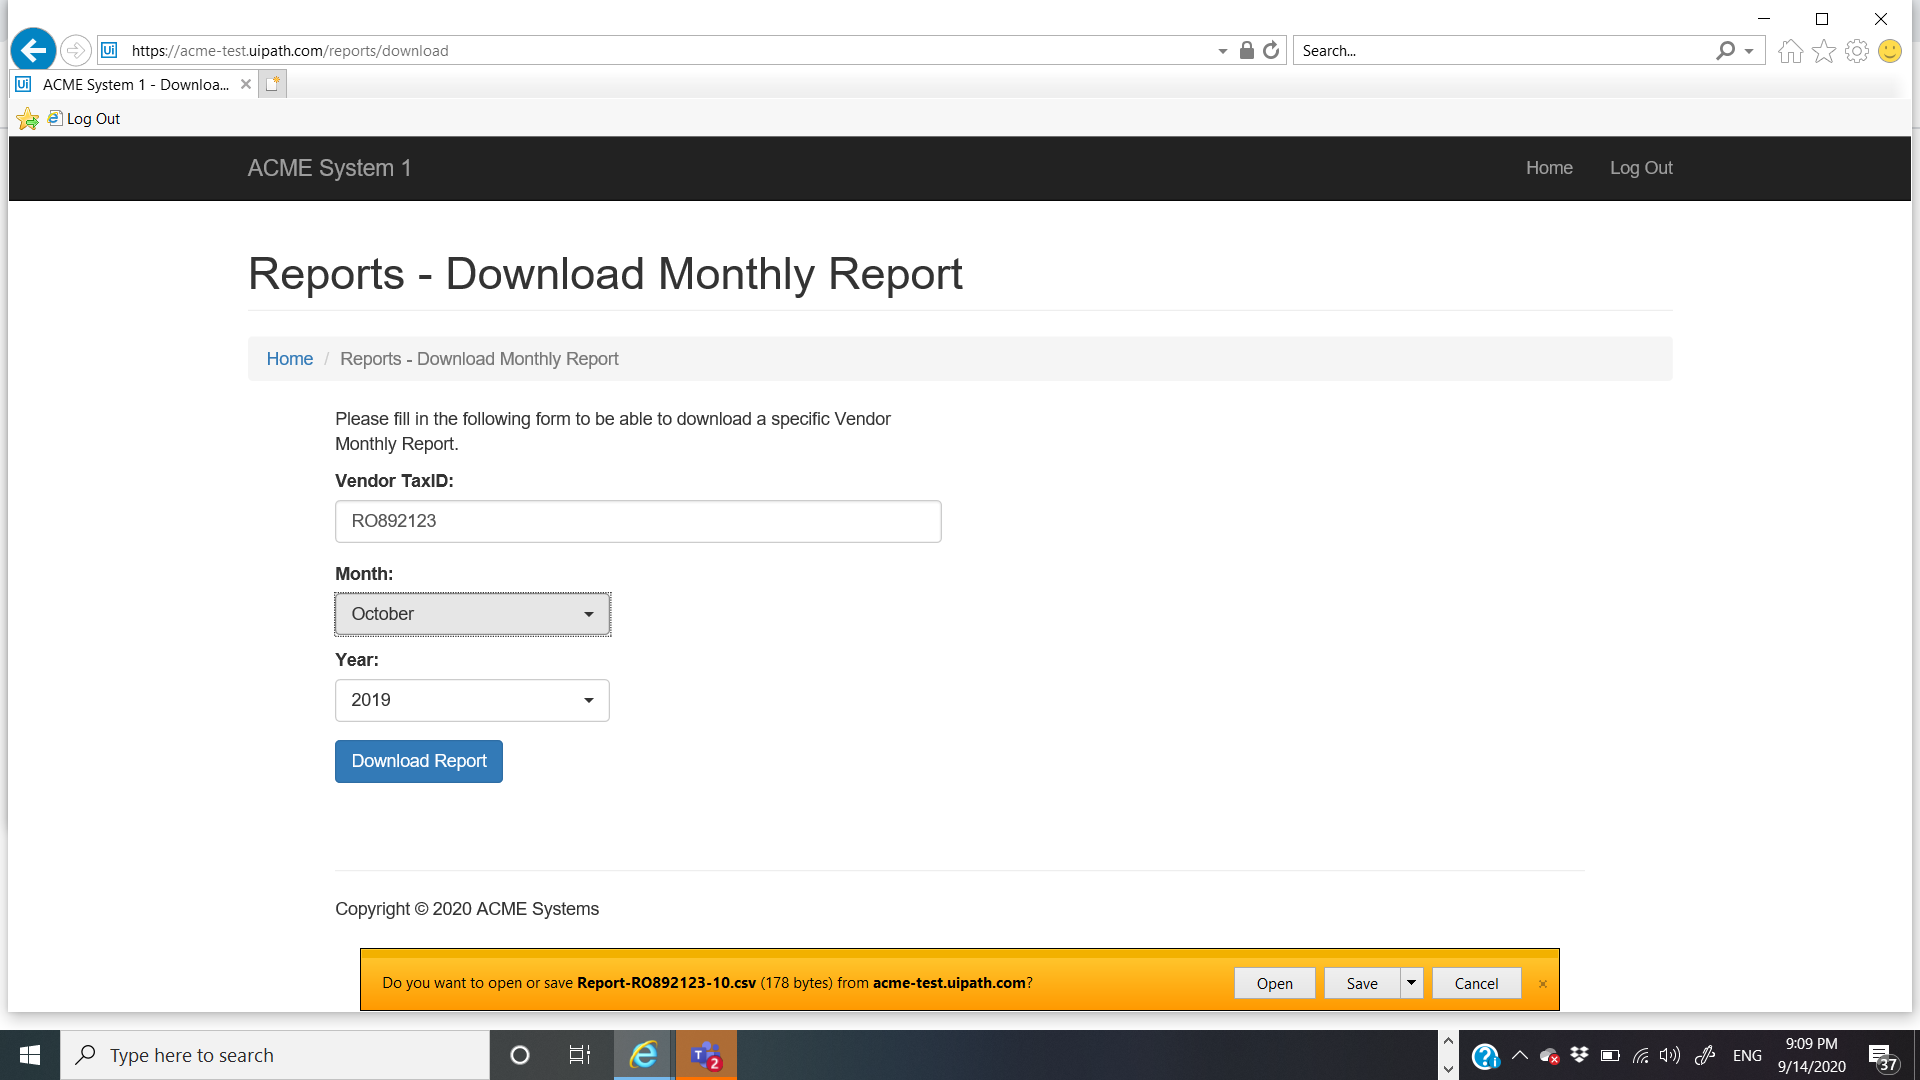 https://acme-test.uipath.com/reports/download
Search...
ACME System 1 - Downloa...
Log Out
ACME System 1
Home
Log Out
Reports - Download Monthly Report
Home / Reports - Download Monthly Report
Please fill in the following form to be able to download a specific Vendor
Monthly Report.
Vendor TaxID:
RO892123
Month:
October
Year:
2019
Download Report
Copyright © 2020 ACME Systems
Do you want to open or save Report-RO892123-10.csv (178 bytes) from acme-test.uipath.com?
Open
Save
Cancel
Type here to search
2
ENG
9:09 PM
9/14/2020
37